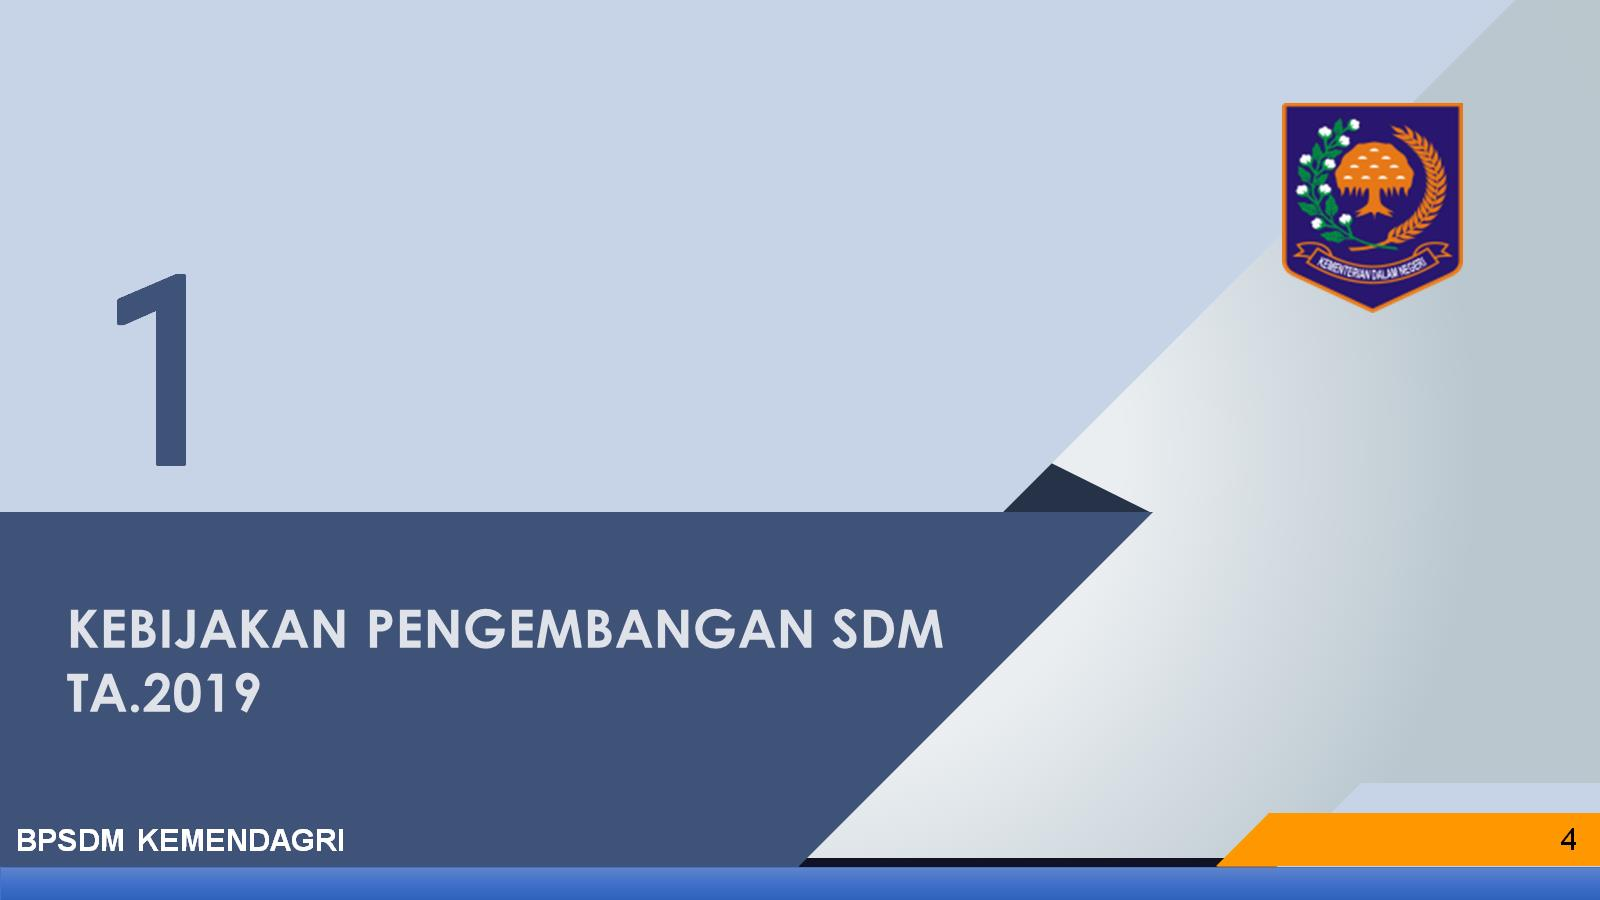 KEMENTERIAN DALAM NEGERI
1
KEBIJAKAN PENGEMBANGAN SDM
TA.2019
BPSDM KEMENDAGRI
4